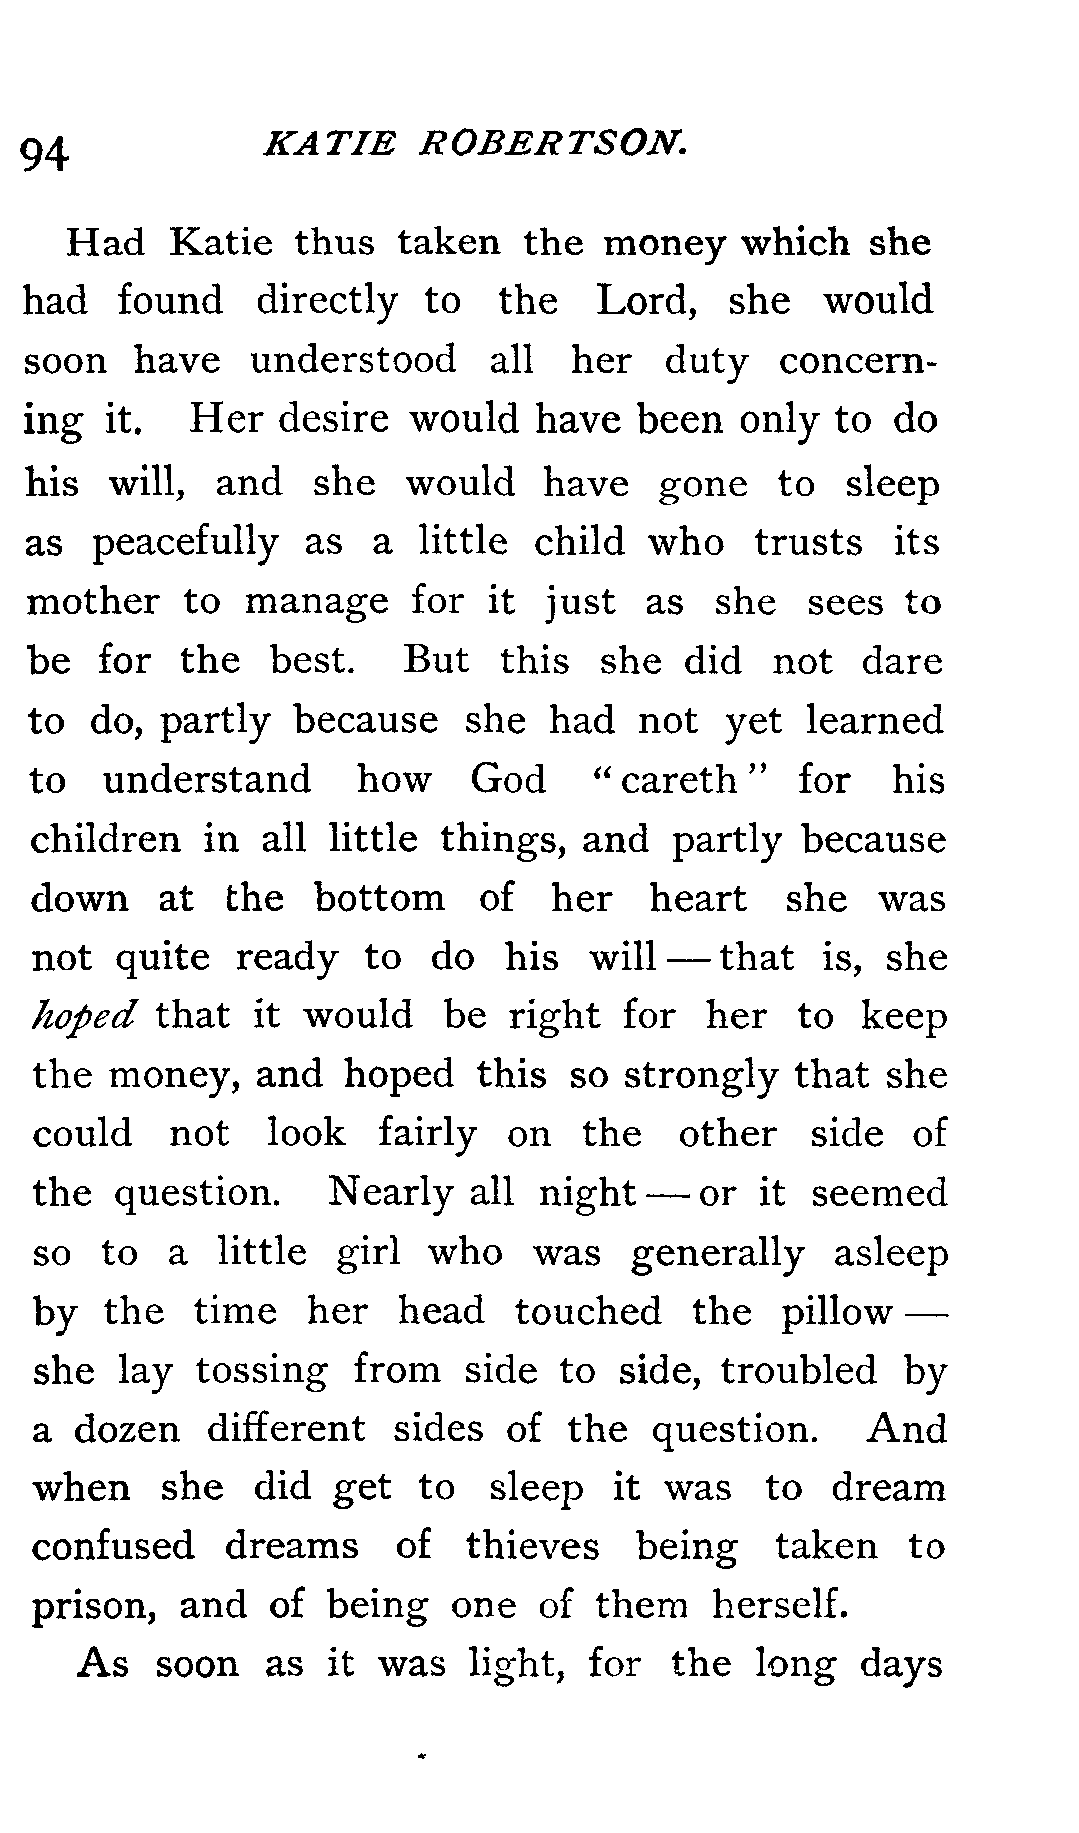 94 KATIE ROBERTSON.
Had Katie thus taken the money which she
had found directly to the Lord, she would
soon have understood all her duty concern-
ing it. Her desire would have been only to do
his will, and she would have gone to sleep
as peacefully as a little child who trusts its
mother to manage for it just as she sees to
be for the best. But this she did not dare
to do, partly because she had not yet learned
to understand how God "careth" for his
children in all little things, and partly because
down at the bottom of her heart she was
not quite ready to do his will — that is, she
hoped that it would be right for her to keep
the money, and hoped this so strongly that she
could not look fairly on the other side of
the question. Nearly all night — or it seemed
so to a little girl who was generally asleep
by the time her head touched the pillow —
she lay tossing from side to side, troubled by
a dozen different sides of the question. And
when she did get to sleep it was to dream
confused dreams of thieves being taken to
prison, and of being one of them herself.
As soon as it was light, for the long days